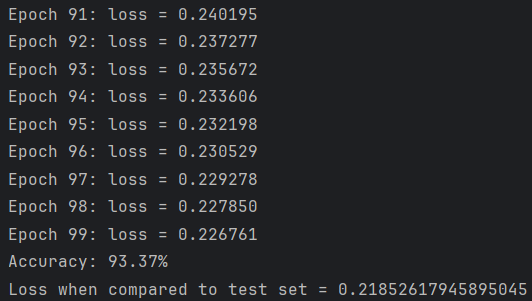 Epoch 91: loss = 0.240195
Epoch 92: loss = 0.237277
Epoch 93: loss = 0.235672
Epoch 94: loss = 0.233606
Epoch 95: loss = 0.232198
Epoch 96: loss = 0.230529
Epoch 97: loss = 0.229278
Epoch 98: loss = 0.227850
Epoch 99: loss = 0.226761
Accuracy: 93.37%
Loss when compared to test set = 0.21852617945895045